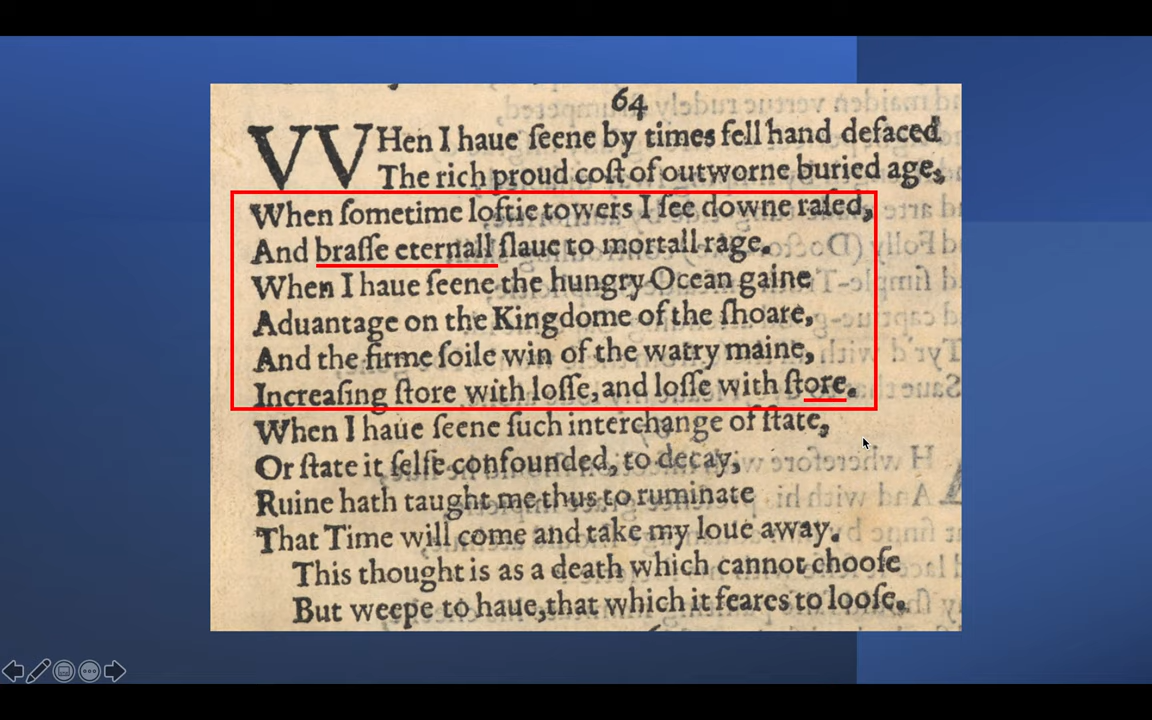 64
VVHen I haue ſeene by times fell hand defaced
The rich proud coſt of outworne buried age,
When ſometime loftie towers I ſee downe raſed,
And braſſe eternall ſlaue to mortall rage.
When I haue ſeene the hungry Ocean gaine
Aduantage on the Kingdome of the ſhoare,
And the firme ſoile win of the watry maine,
Increaſing ſtore with loſſe, and loſſe with ſtore.
When I haue ſeene ſuch interchange of ſtate,
Or ſtate it ſelfe confounded, to decay,
Ruine hath taught me thus to ruminate
That Time will come and take my loue away.
This thought is as a death which cannot chooſe
But weepe to haue,that which it feares to looſe.